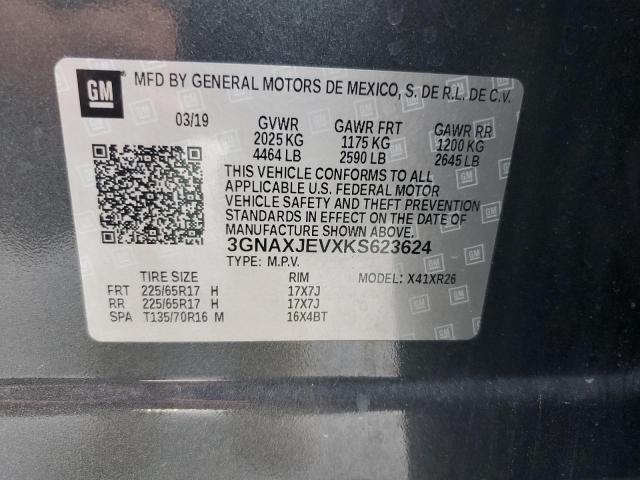 GM
MFD BY GENERAL MOTORS DE MEXICO, S. DE R.L. DE C.V.
03/19 GVWR GAWR FRT GAWR RR
2025 KG 1175 KG 1200 KG
4464 LB 2590 LB 2645 LB
THIS VEHICLE CONFORMS TO ALL
APPLICABLE U.S. FEDERAL MOTOR
VEHICLE SAFETY AND THEFT PREVENTION
STANDARDS IN EFFECT ON THE DATE
OF MANUFACTURE SHOWN ABOVE.
3GNAXJEVXKS623624
TYPE: M.P.V.
TIRE SIZE RIM MODEL: X41XR26
FRT 225/65R17 H 17X7J
RR 225/65R17 H 17X7J
SPA T135/70R16 M 16X4BT